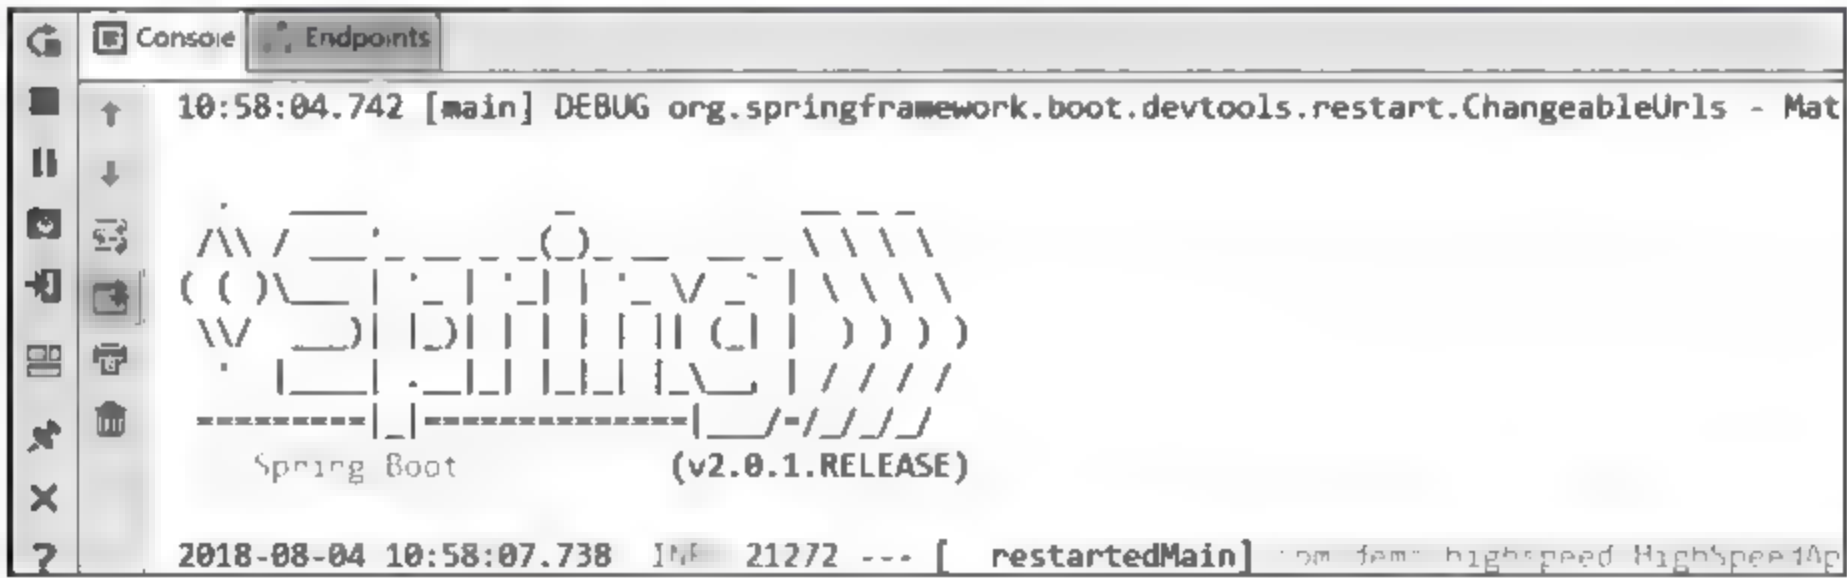 Console Endpoints
10:58:04.742 [main] DEBUG org.springframework.boot.devtools.restart.ChangeableUrls - Mat
Spring Boot (v2.0.1.RELEASE)
2018-08-04 10:58:07.738 21272 --- [ restartedMain]